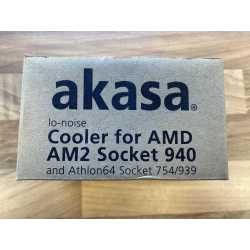 akasa®
lo-noise
Cooler for AMD
AM2 Socket 940
and Athlon64 Socket 754/939